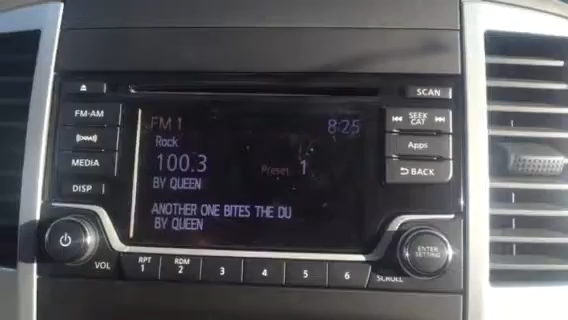 SCAN
FM-AM
SEEK
CAT
MEDIA
Apps
DISP
BACK
FM 1
8:25
Rock
100.3
Preset 1
BY QUEEN
ANOTHER ONE BITES THE DU
BY QUEEN
VOL
RPT
1
RDM
2
3
4
5
6
SCROLL
ENTER
SETTING